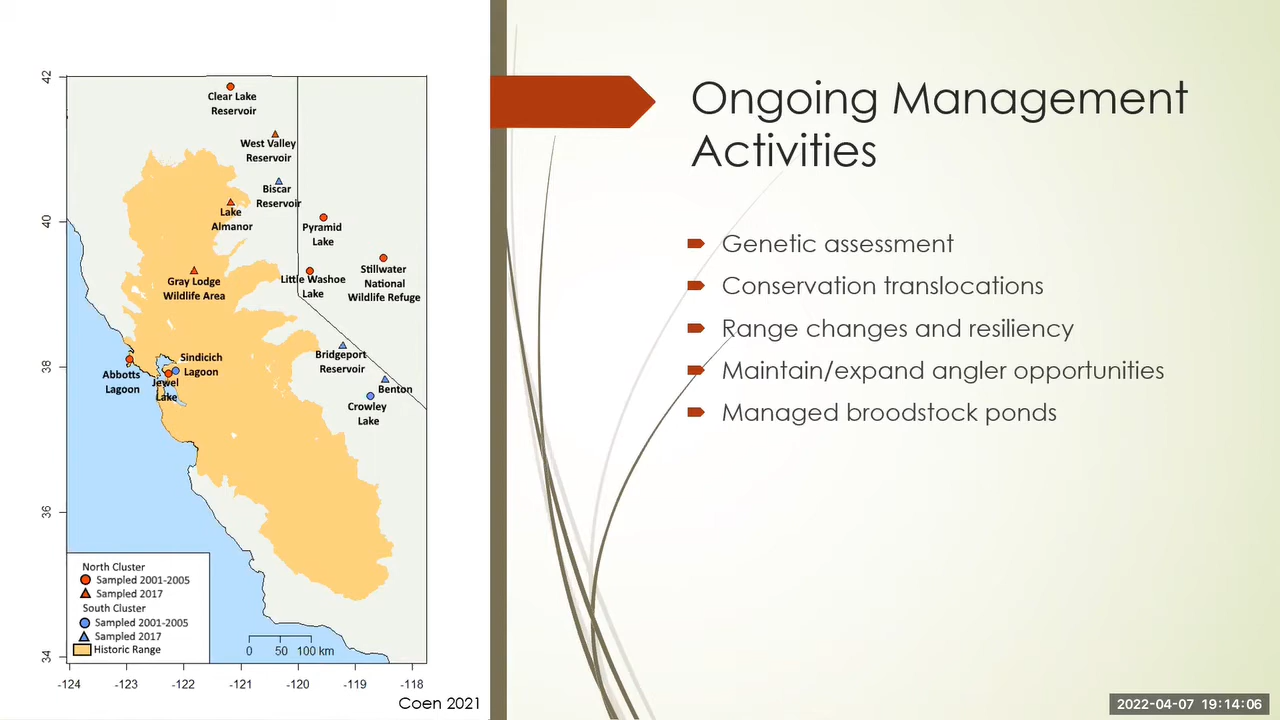 Ongoing Management
Activities
Genetic assessment
Conservation translocations
Range changes and resiliency
Maintain/expand angler opportunities
Managed broodstock ponds
42
40
38
36
34
-124
-123
-122
-121
-120
-119
-118
Clear Lake
Reservoir
West Valley
Reservoir
Biscar
Reservoir
Lake
Almanor
Pyramid
Lake
Gray Lodge
Wildlife Area
Little Washoe
Lake
Stillwater
National
Wildlife Refuge
Bridgeport
Reservoir
Sindicich
Lagoon
Abbotts
Lagoon
Jewel
Lake
Benton
Crowley
Lake
North Cluster
Sampled 2001-2005
Sampled 2017
South Cluster
Sampled 2001-2005
Sampled 2017
Historic Range
0 50 100 km
Coen 2021
2022-04-07 19:14:06